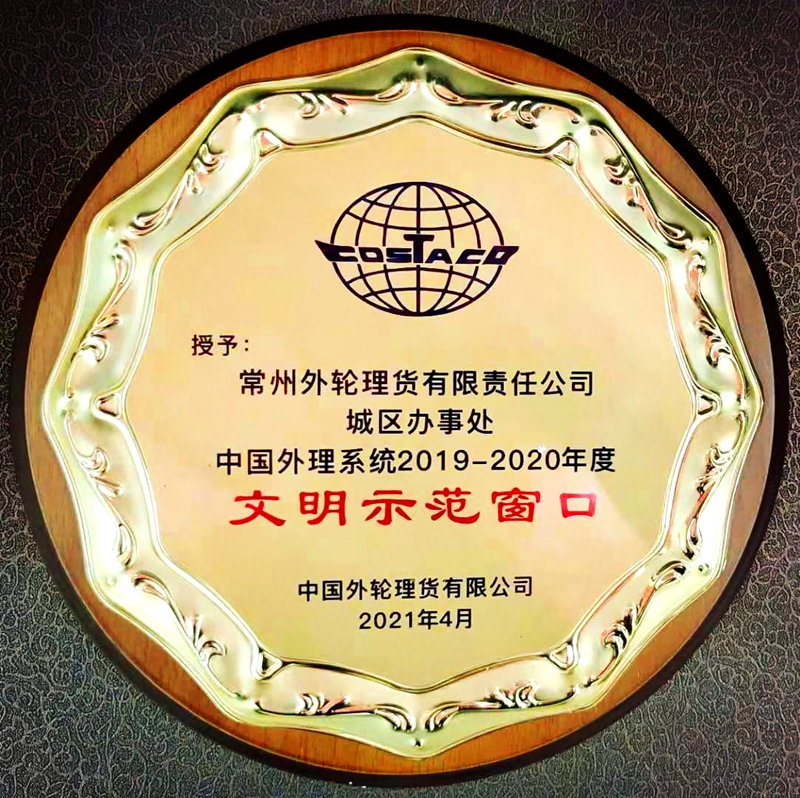 COSTACO
授予：
常州外轮理货有限责任公司
城区办事处
中国外理系统2019-2020年度
文明示范窗口
中国外轮理货有限公司
2021年4月